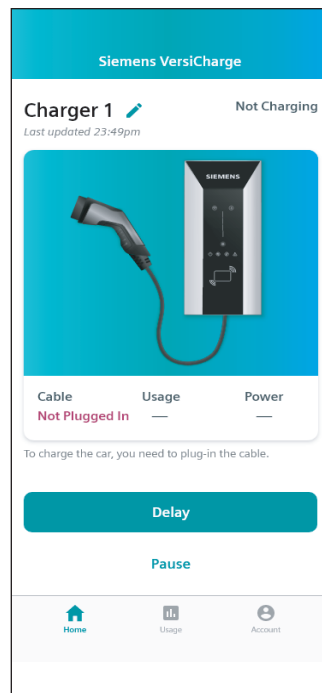 Siemens VersiCharge
Charger 1
Not Charging
Last updated 23:49pm
SIEMENS
Cable Usage Power
Not Plugged In — —
To charge the car, you need to plug-in the cable.
Delay
Pause
Home Usage Account